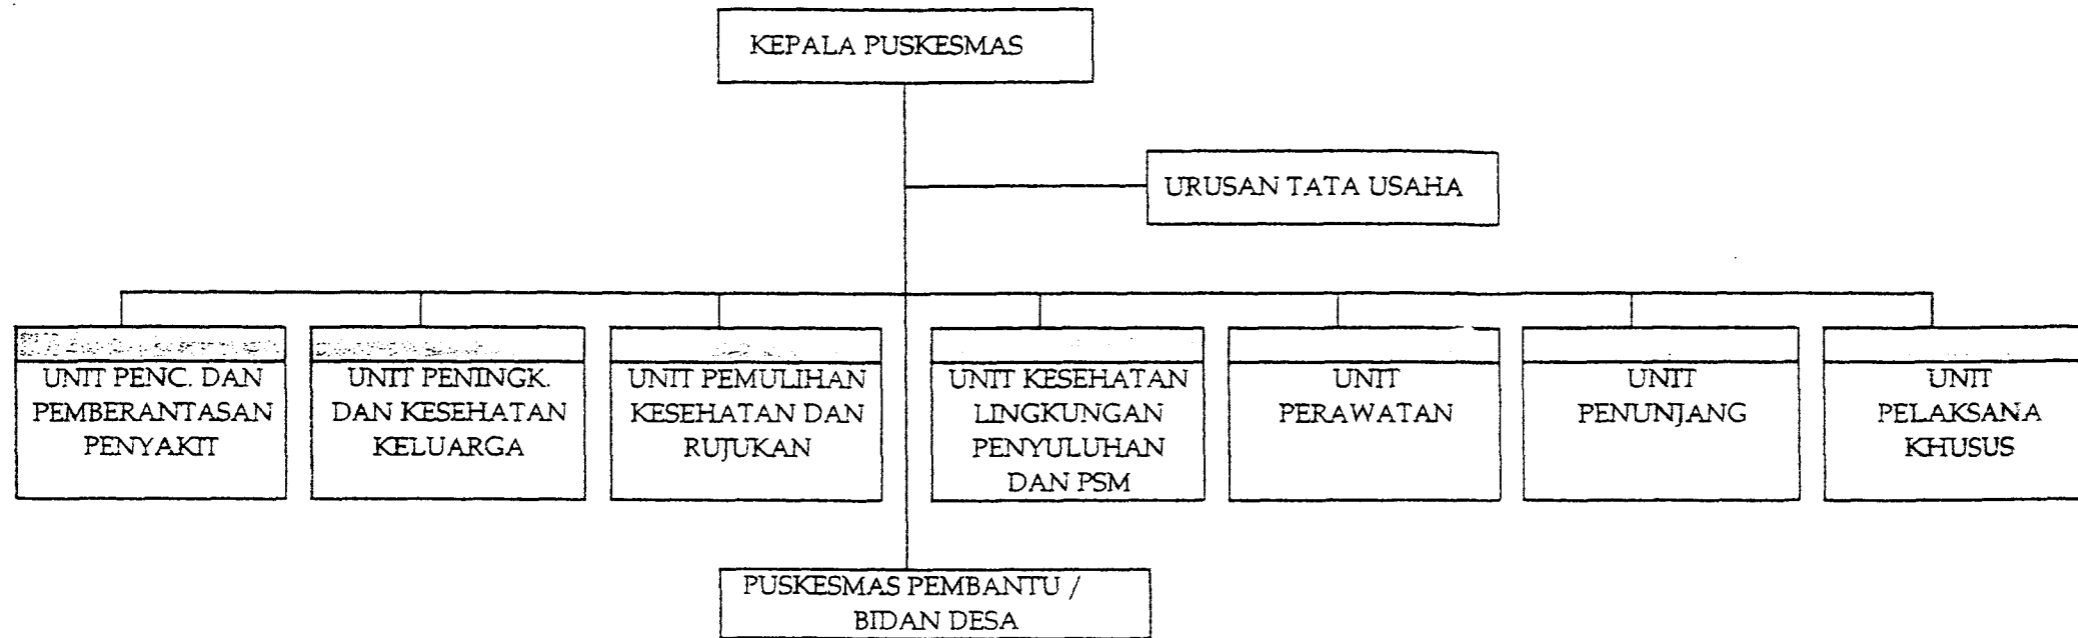 KEPALA PUSKESMAS
URUSAN TATA USAHA
UNIT PENC. DAN
PEMBERANTASAN
PENYAKIT
UNIT PENINGK.
DAN KESEHATAN
KELUARGA
UNIT PEMULIHAN
KESEHATAN DAN
RUJUKAN
UNIT KESEHATAN
LINGKUNGAN
PENYULUHAN
DAN PSM
UNIT
PERAWATAN
UNIT
PENUNJANG
UNIT
PELAKSANA
KHUSUS
PUSKESMAS PEMBANTU /
BIDAN DESA